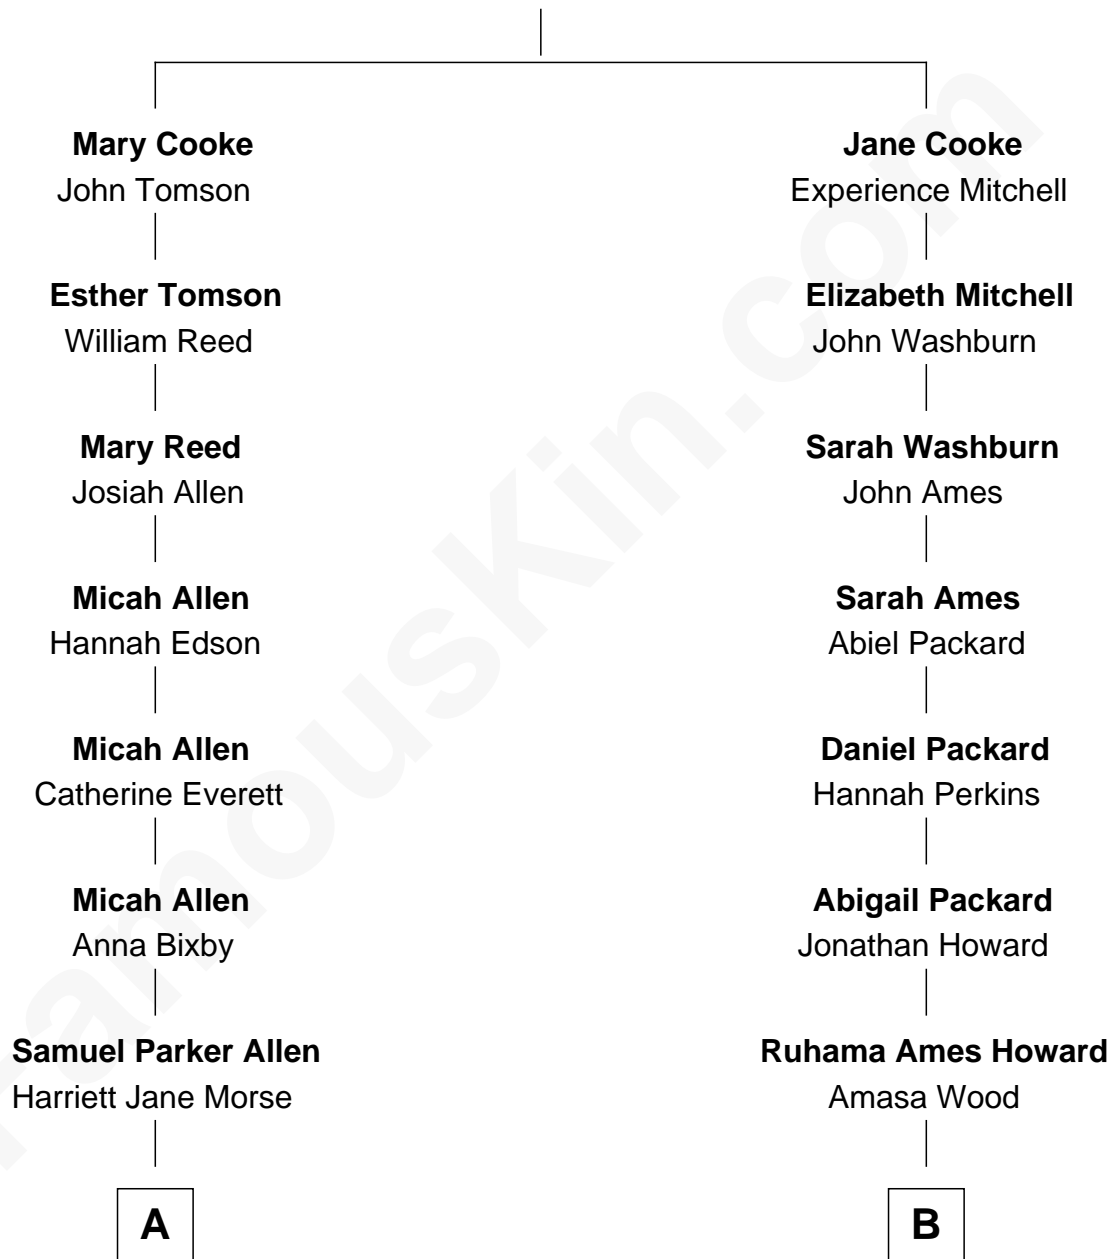 Mary Cooke
John Tomson
Esther Tomson
William Reed
Mary Reed
Josiah Allen
Micah Allen
Hannah Edson
Micah Allen
Catherine Everett
Micah Allen
Anna Bixby
Samuel Parker Allen
Harriett Jane Morse
A
Jane Cooke
Experience Mitchell
Elizabeth Mitchell
John Washburn
Sarah Washburn
John Ames
Sarah Ames
Abiel Packard
Daniel Packard
Hannah Perkins
Abigail Packard
Jonathan Howard
Ruhama Ames Howard
Amasa Wood
B
FamousKin.com